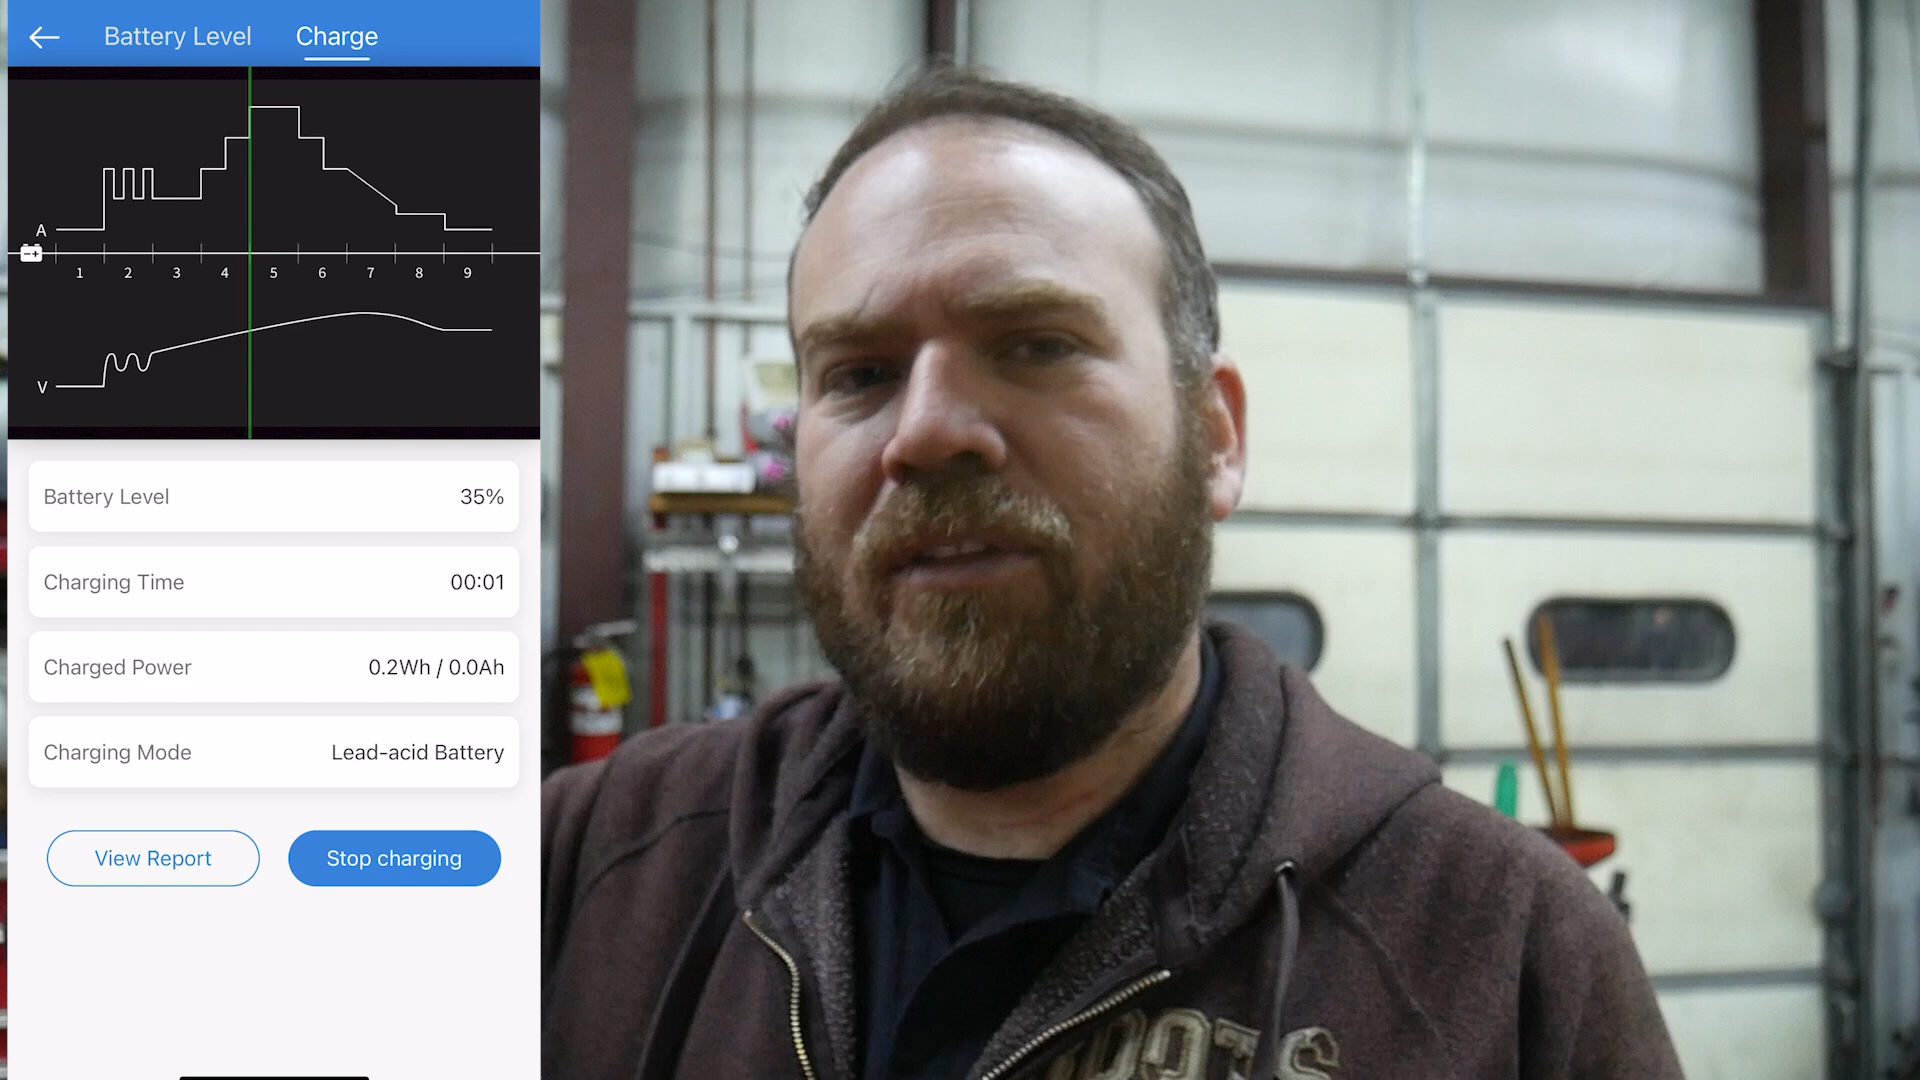 Battery Level Charge
A
1 2 3 4 5 6 7 8 9
V
Battery Level 35%
Charging Time 00:01
Charged Power 0.2Wh / 0.0Ah
Charging Mode Lead-acid Battery
View Report Stop charging